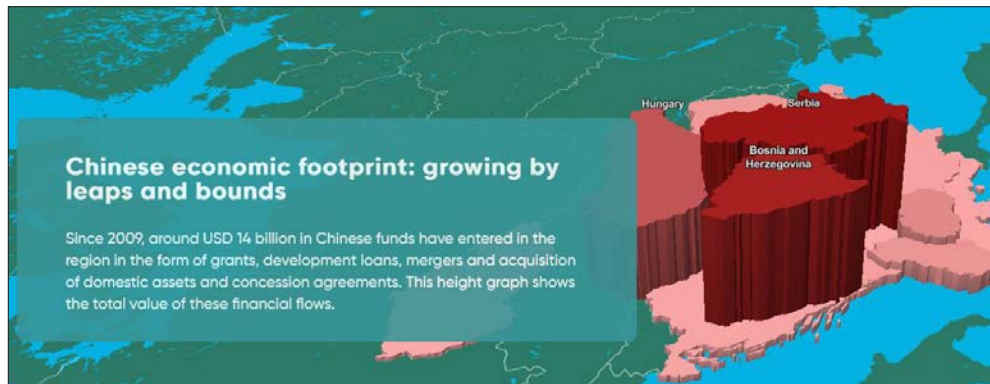 Hungary
Serbia
Bosnia and
Herzegovina
Chinese economic footprint: growing by
leaps and bounds
Since 2009, around USD 14 billion in Chinese funds have entered in the
region in the form of grants, development loans, mergers and acquisition
of domestic assets and concession agreements. This height graph shows
the total value of these financial flows.